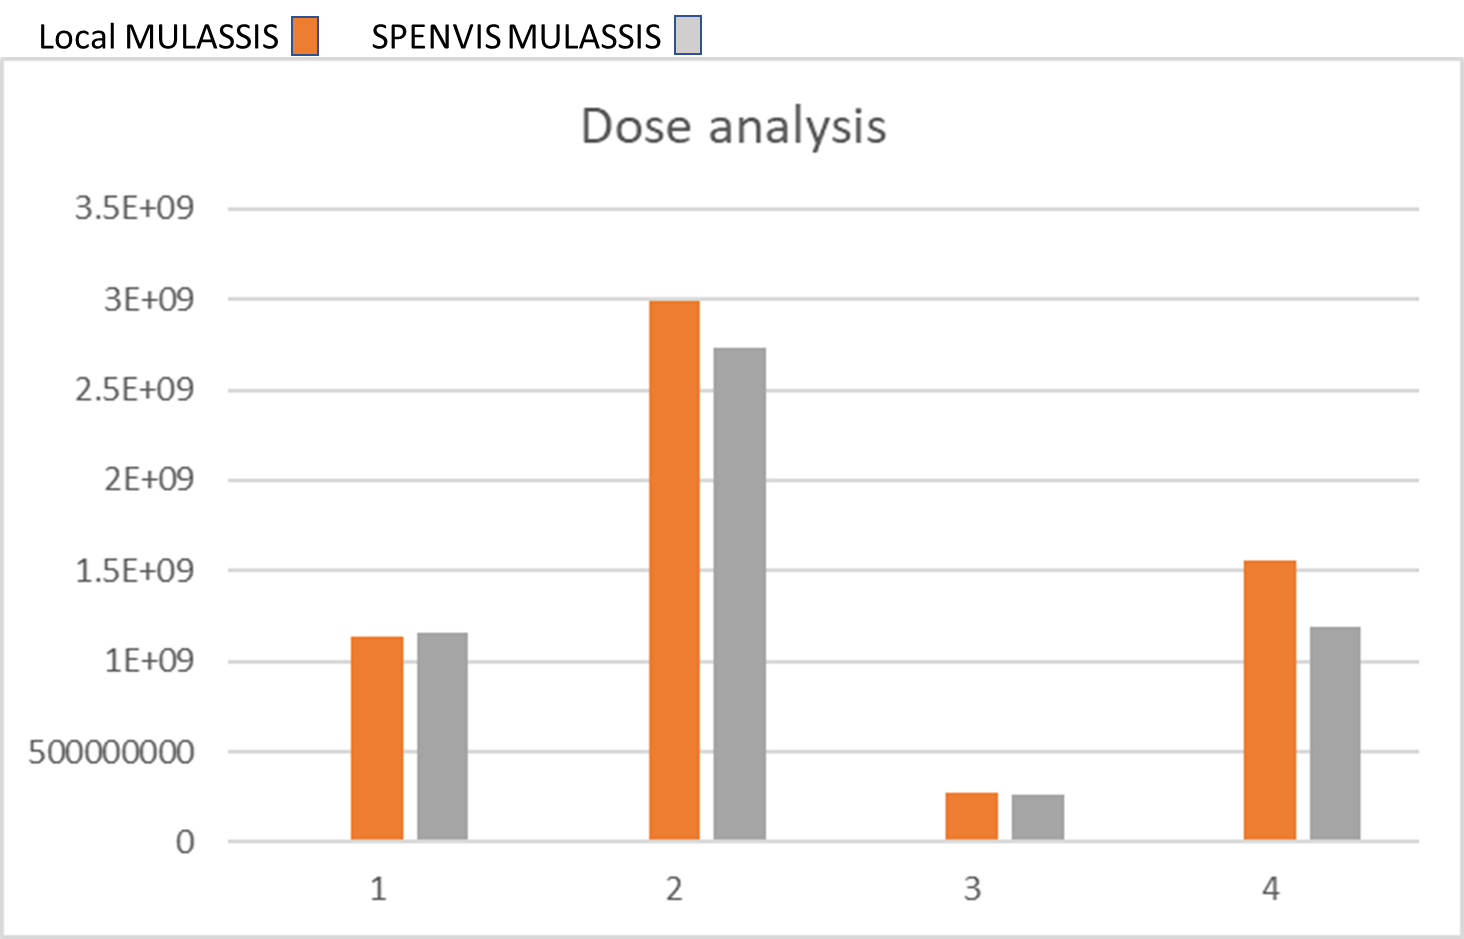 Local MULASSIS SPENVIS MULASSIS
Dose analysis
3.5E+09
3E+09
2.5E+09
2E+09
1.5E+09
1E+09
500000000
0
1 2 3 4